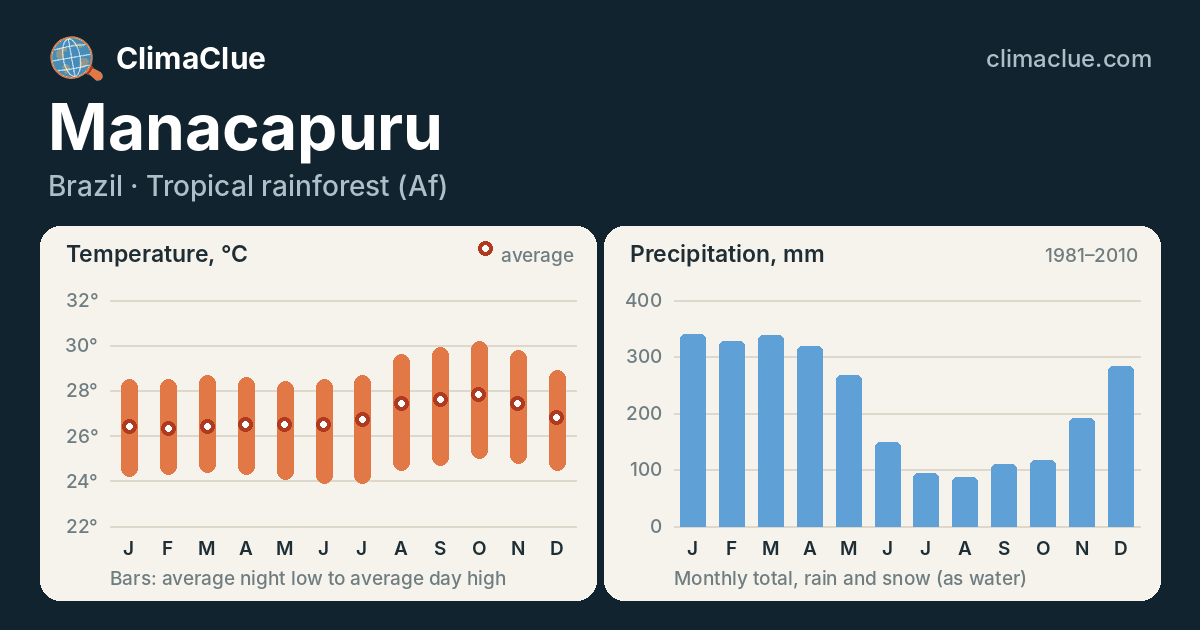 ClimaClue
climaclue.com
Manacapuru
Brazil · Tropical rainforest (Af)
Temperature, °C
average
32°
30°
28°
26°
24°
22°
J F M A M J J A S O N D
Bars: average night low to average day high
Precipitation, mm
1981–2010
400
300
200
100
0
J F M A M J J A S O N D
Monthly total, rain and snow (as water)